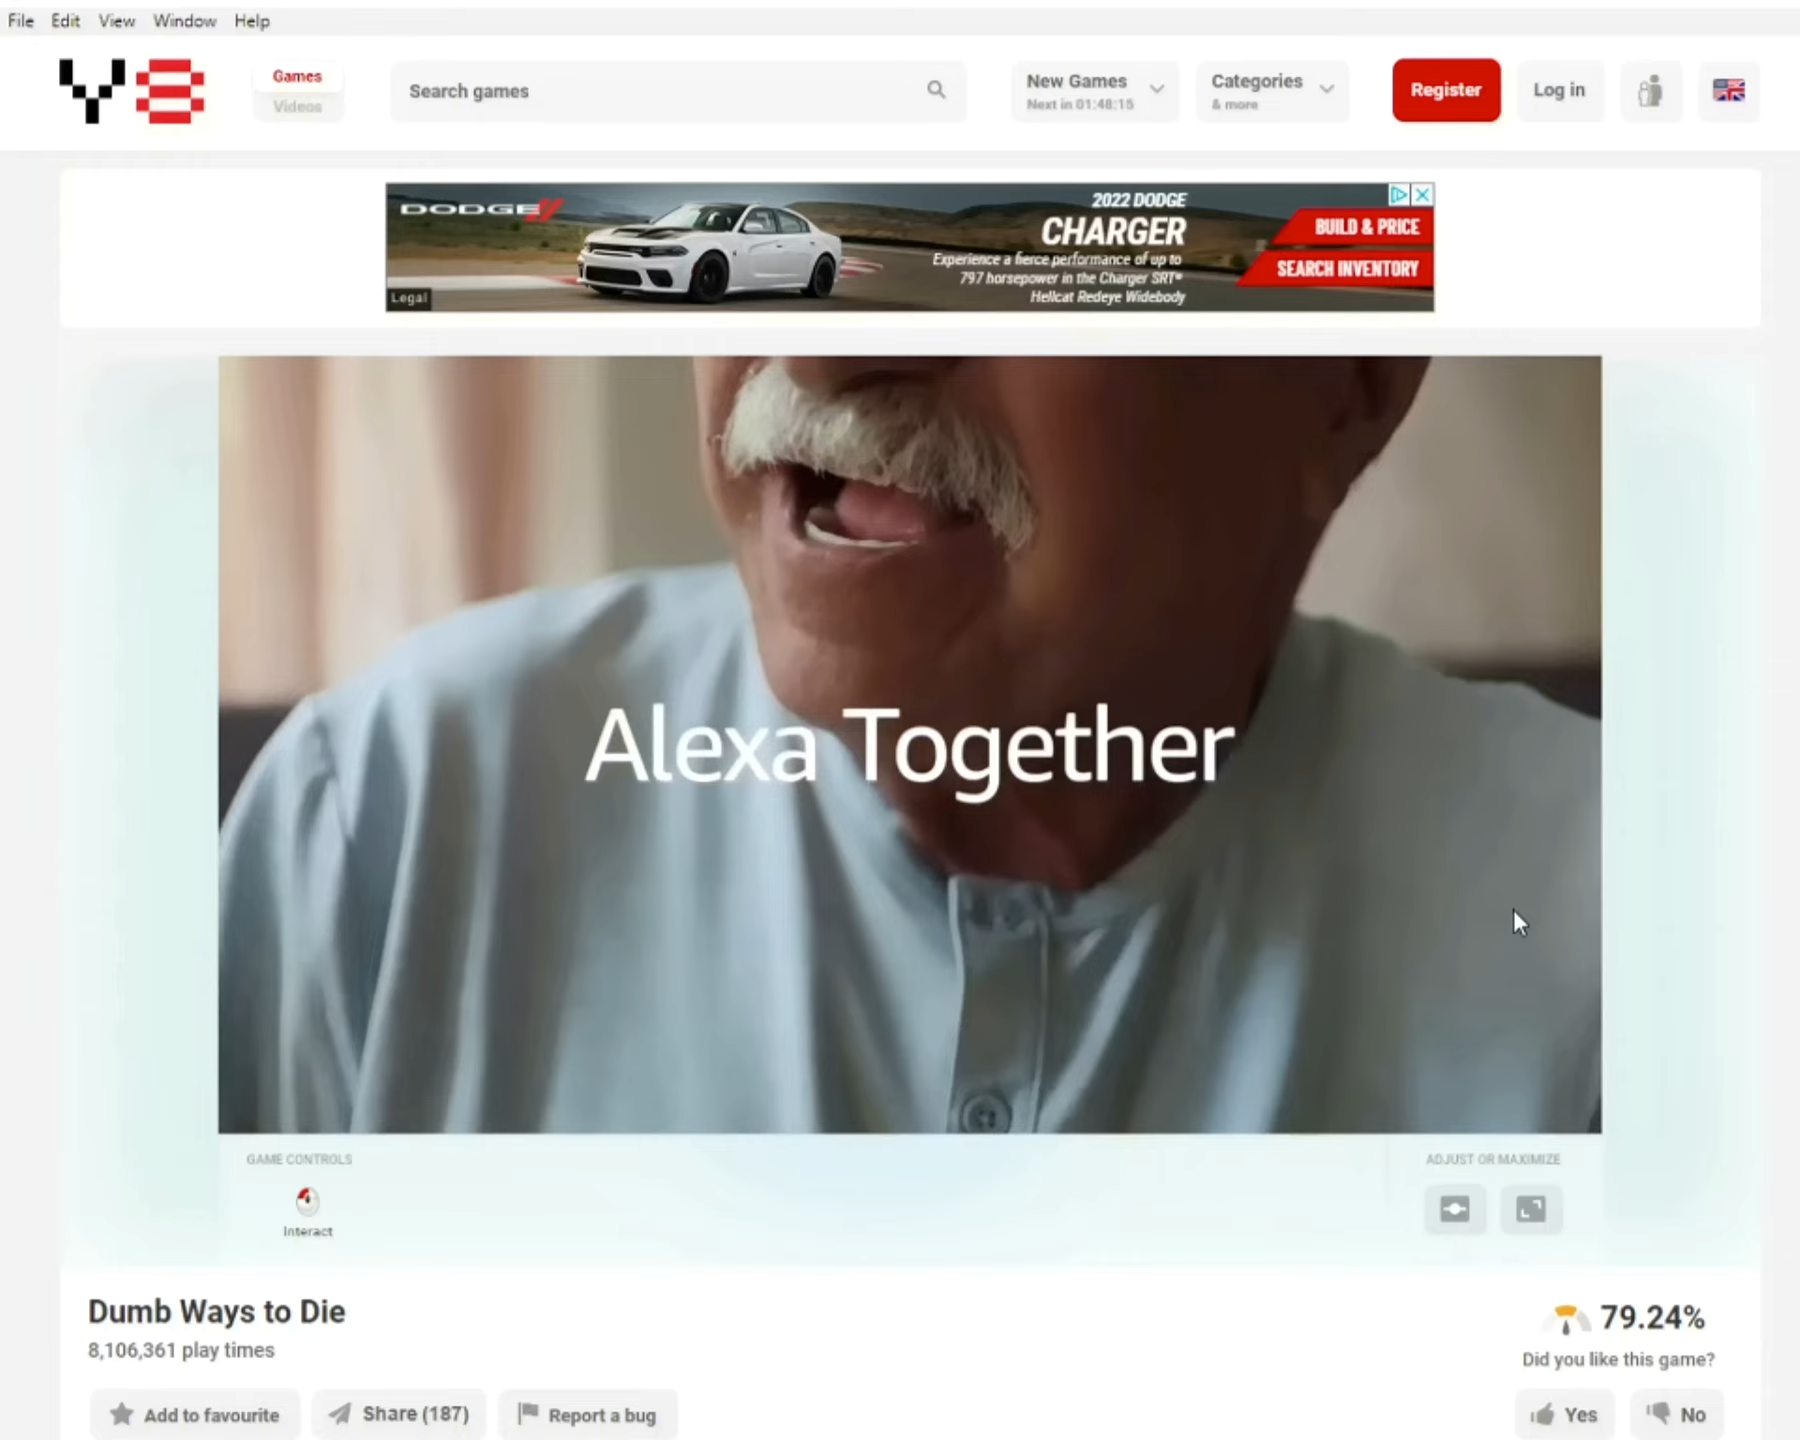 File Edit View Window Help
Y8
Games
Videos
Search games
New Games
Next in 01:48:15
Categories
& more
Register
Log in
DODGE
2022 DODGE
CHARGER
Experience a fierce performance of up to
797 horsepower in the Charger SRT®
Hellcat Redeye Widebody
BUILD & PRICE
SEARCH INVENTORY
Legal
Alexa Together
GAME CONTROLS
Interact
ADJUST OR MAXIMIZE
Dumb Ways to Die
8,106,361 play times
79.24%
Did you like this game?
Add to favourite
Share (187)
Report a bug
Yes
No